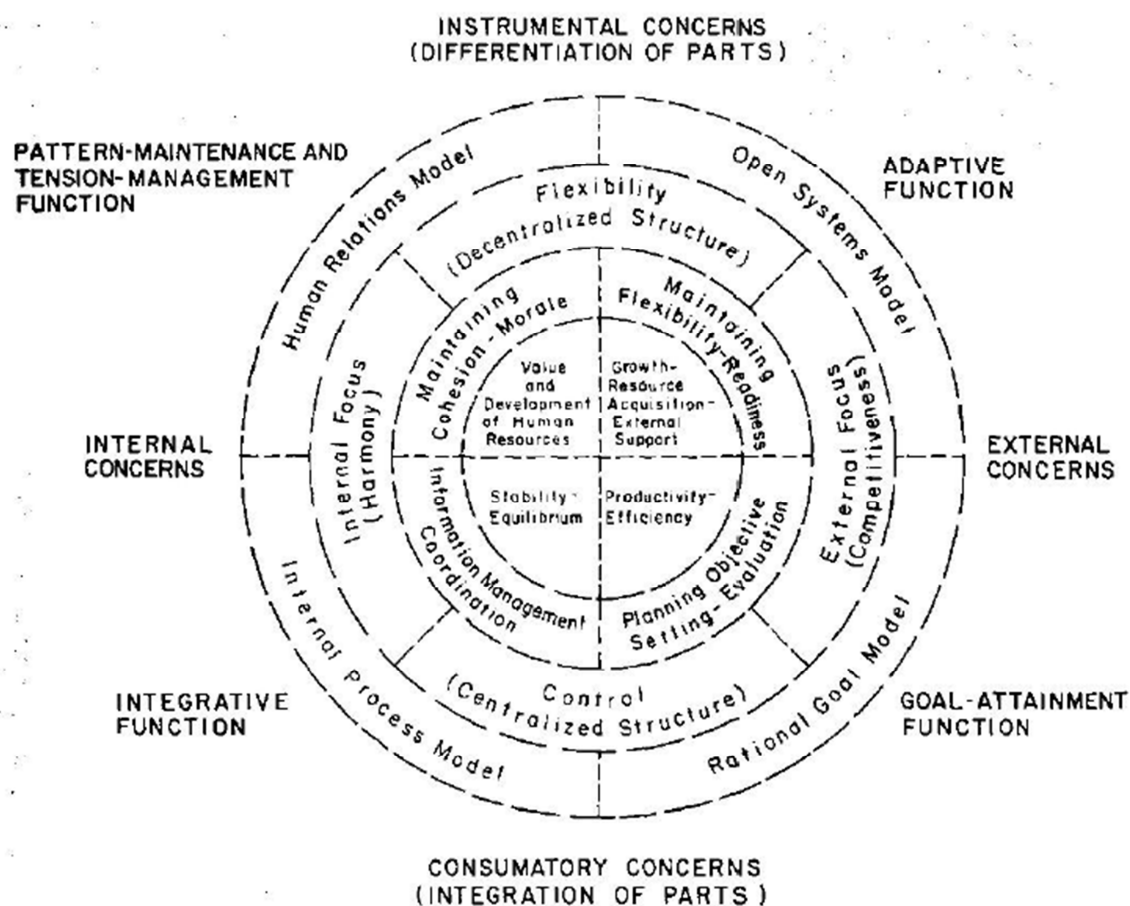 INSTRUMENTAL CONCERNS
(DIFFERENTIATION OF PARTS)
PATTERN-MAINTENANCE AND
TENSION-MANAGEMENT
FUNCTION
ADAPTIVE
FUNCTION
Human Relations Model
Open Systems Model
Flexibility
(Decentralized Structure)
Maintaining
Cohesion-Morale
Maintaining
Flexibility-Readiness
Value
and
Development
of Human
Resources
Growth-
Resource
Acquisition-
External
Support
INTERNAL
CONCERNS
Internal Focus
(Harmony)
External Focus
(Competitiveness)
EXTERNAL
CONCERNS
Stability-
Equilibrium
Productivity-
Efficiency
Information Management
Coordination
Planning Objective
Setting-Evaluation
Control
(Centralized Structure)
Internal Process Model
Rational Goal Model
INTEGRATIVE
FUNCTION
GOAL-ATTAINMENT
FUNCTION
CONSUMATORY CONCERNS
(INTEGRATION OF PARTS)